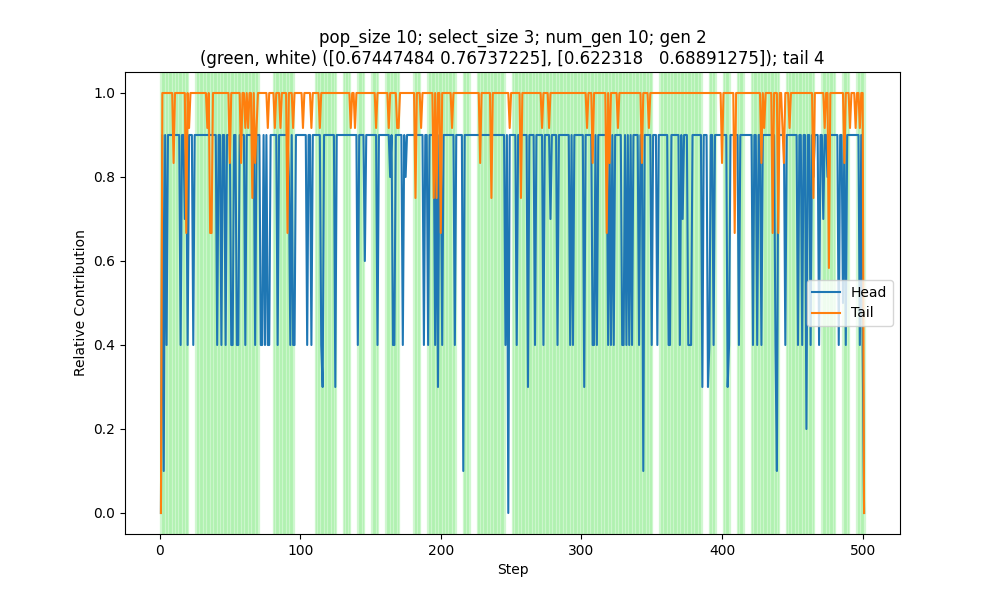 pop_size 10; select_size 3; num_gen 10; gen 2
(green, white) ([0.67447484 0.76737225], [0.622318   0.68891275]); tail 4
1.0
0.8
0.6
0.4
0.2
0.0
Relative Contribution
Head
Tail
0
100
200
300
400
500
Step